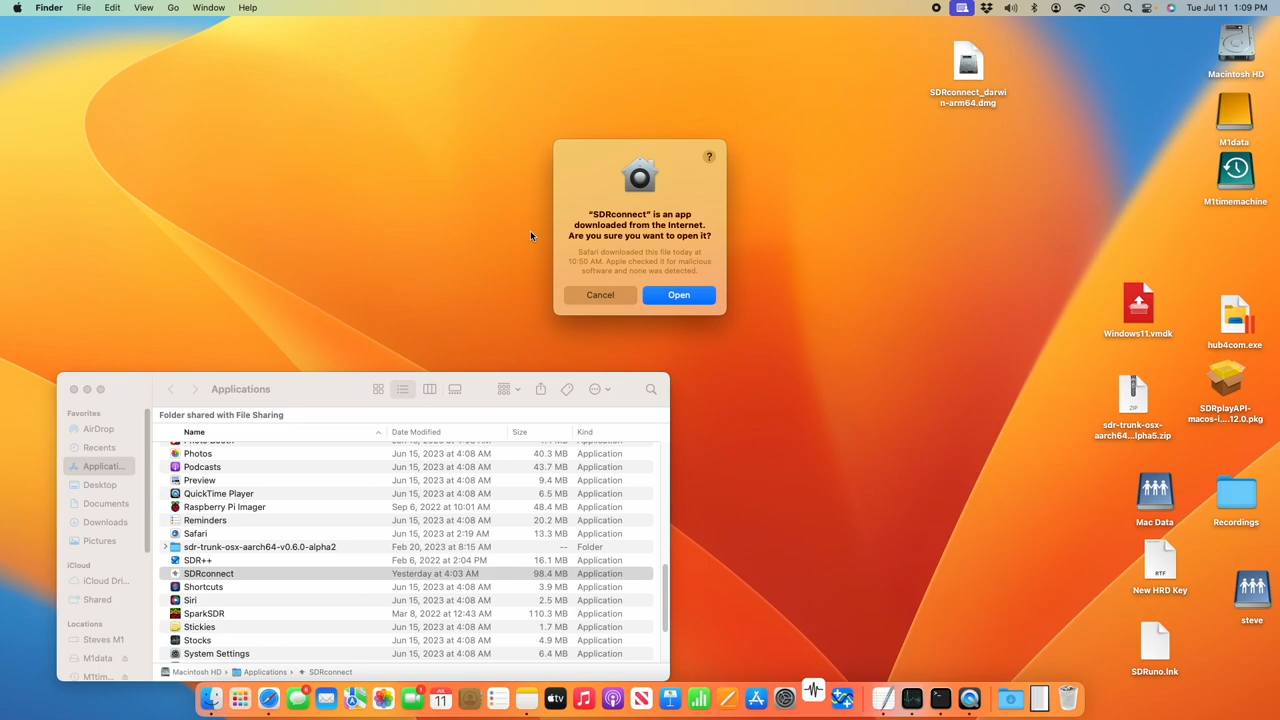 Finder File Edit View Go Window Help
Tue Jul 11 1:09 PM
Macintosh HD
SDRconnect_darwi
n-arm64.dmg
M1data
M1timemachine
?
“SDRconnect” is an app
downloaded from the Internet.
Are you sure you want to open it?
Safari downloaded this file today at
10:50 AM. Apple checked it for malicious
software and none was detected.
Cancel Open
Windows11.vmdk
hub4com.exe
ZIP
sdr-trunk-osx-
aarch64...lpha5.zip
SDRplayAPI-
macos-i....12.0.pkg
Mac Data
Recordings
RTF
New HRD Key
steve
SDRuno.lnk
Applications
Folder shared with File Sharing
Name Date Modified Size Kind
Photos Jun 15, 2023 at 4:08 AM 40.3 MB Application
Podcasts Jun 15, 2023 at 4:08 AM 43.7 MB Application
Preview Jun 15, 2023 at 4:08 AM 9.4 MB Application
QuickTime Player Jun 15, 2023 at 4:08 AM 6.5 MB Application
Raspberry Pi Imager Sep 6, 2022 at 10:01 AM 48.4 MB Application
Reminders Jun 15, 2023 at 4:08 AM 20.2 MB Application
Safari Jun 15, 2023 at 2:19 AM 13.3 MB Application
sdr-trunk-osx-aarch64-v0.6.0-alpha2 Feb 20, 2023 at 8:15 AM -- Folder
SDR++ Feb 6, 2022 at 2:04 PM 16.1 MB Application
SDRconnect Yesterday at 4:03 AM 98.4 MB Application
Shortcuts Jun 15, 2023 at 4:08 AM 3.9 MB Application
Siri Jun 15, 2023 at 4:08 AM 2.5 MB Application
SparkSDR Mar 8, 2022 at 12:43 AM 110.3 MB Application
Stickies Jun 15, 2023 at 4:08 AM 1.7 MB Application
Stocks Jun 15, 2023 at 4:08 AM 4.9 MB Application
System Settings Jun 15, 2023 at 4:08 AM 6.4 MB Application
Macintosh HD › Applications › SDRconnect
Favorites
AirDrop
Recents
Applicati...
Desktop
Documents
Downloads
Pictures
iCloud
iCloud Dri...
Shared
Locations
Steves M1
M1data
M1tim...
tv